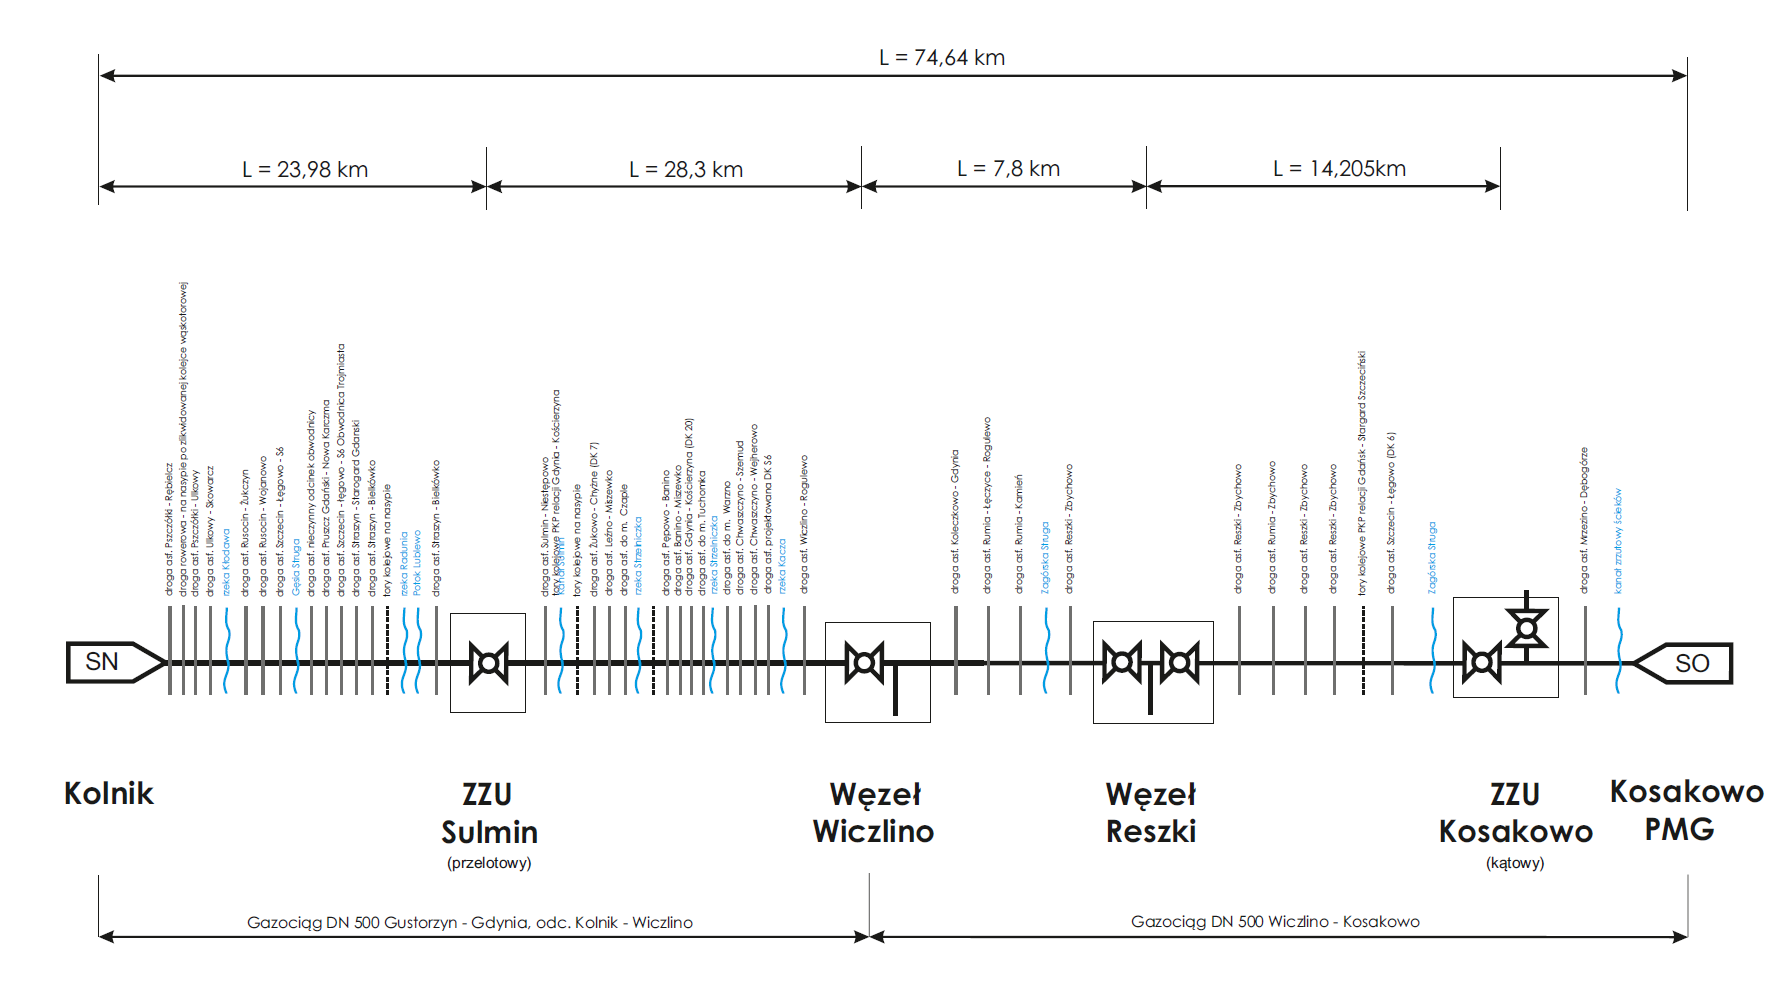 L = 74,64 km
L = 23,98 km
L = 28,3 km
L = 7,8 km
L = 14,205km
droga asf. Pszczółki - Rębielcz
droga rowerowa - na nasypie po zlikwidowanej kolejce wąskotorowej
droga asf. Pszczółki - Ulkowy
droga asf. Ulkowy - Skowarcz
rzeka Kłodawa
droga asf. Rusocin - Żukczyn
droga asf. Rusocin - Wojanowo
droga asf. Szczecin - Łęgowo - S6
Gęsia Struga
droga asf. nieczynny odcinek obwodnicy
droga asf. Pruszcz Gdański - Nowa Karczma
droga asf. Szczecin - Łęgowo - S6 Obwodnica Trojmiasta
droga asf. Straszyn - Starogard Gdanski
droga asf. Straszyn - Bielkówko
tory kolejowe na nasypie
rzeka Radunia
Potok Lubiewo
droga asf. Straszyn - Bielkówko
droga asf. Sulmin - Niestępowo
tory kolejowe PKP relacji Gdynia - Kościerzyna
Kanał Sulmin
tory kolejowe na nasypie
droga asf. Żukowo - Chyżne (DK 7)
droga asf. Leźno - Miszewko
droga asf. do m. Czaple
rzeka Strzelniczka
droga asf. Pępowo - Banino
droga asf. Banino - Miszewko
droga asf. Gdynia - Kościerzyna (DK 20)
droga asf. do m. Tuchomka
rzeka Strzelniczka
droga asf. do m. Warzno
droga asf. Chwaszczyno - Szemud
droga asf. Chwaszczyno - Wejherowo
droga asf. projektowana DK S6
rzeka Kacza
droga asf. Wiczlino - Rogulewo
droga asf. Koleczkowo - Gdynia
droga asf. Rumia - Łęczyce - Rogulewo
droga asf. Rumia - Kamień
Zagórska Struga
droga asf. Reszki - Zbychowo
droga asf. Reszki - Zbychowo
droga asf. Rumia - Zbychowo
droga asf. Reszki - Zbychowo
droga asf. Reszki - Zbychowo
tory kolejowe PKP relacji Gdańsk - Stargard Szczeciński
droga asf. Szczecin - Łęgowo (DK 6)
Zagórska Struga
droga asf. Mrzezino - Dębogórze
kanał zrzutowy ścieków
SN
SO
Kolnik
ZZU
Sulmin
(przelotowy)
Węzeł
Wiczlino
Węzeł
Reszki
ZZU
Kosakowo
(kątowy)
Kosakowo
PMG
Gazociąg DN 500 Gustorzyn - Gdynia, odc. Kolnik - Wiczlino
Gazociąg DN 500 Wiczlino - Kosakowo